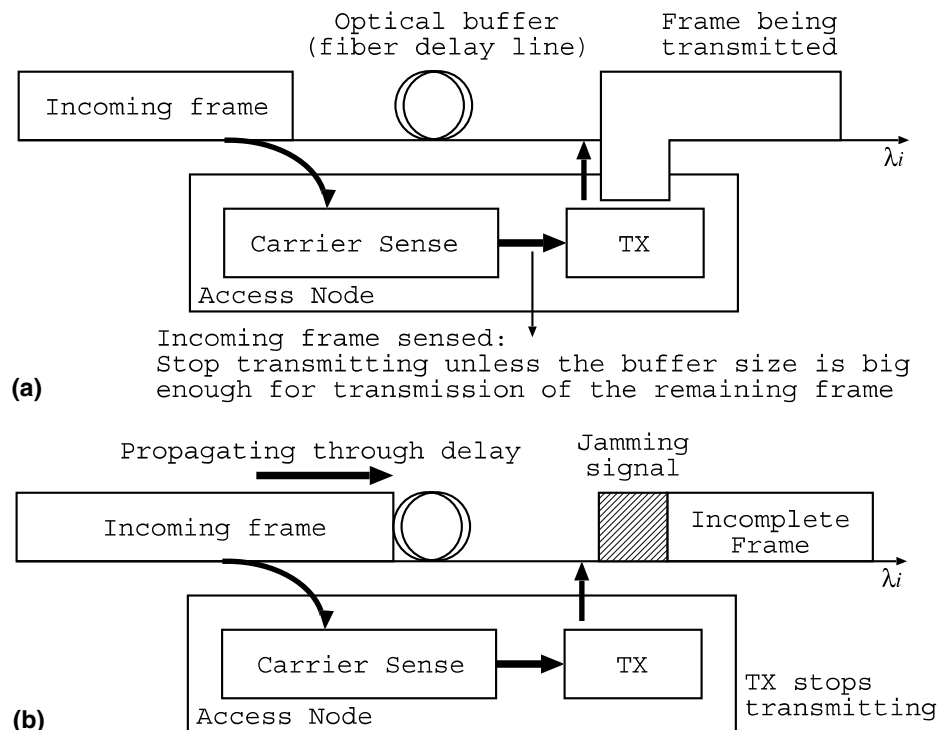 Optical buffer
(fiber delay line)
Frame being
transmitted
Incoming frame
λi
Carrier Sense
TX
Access Node
Incoming frame sensed:
Stop transmitting unless the buffer size is big
enough for transmission of the remaining frame
(a)
Propagating through delay
Jamming
signal
Incoming frame
Incomplete
Frame
λi
Carrier Sense
TX
Access Node
TX stops
transmitting
(b)